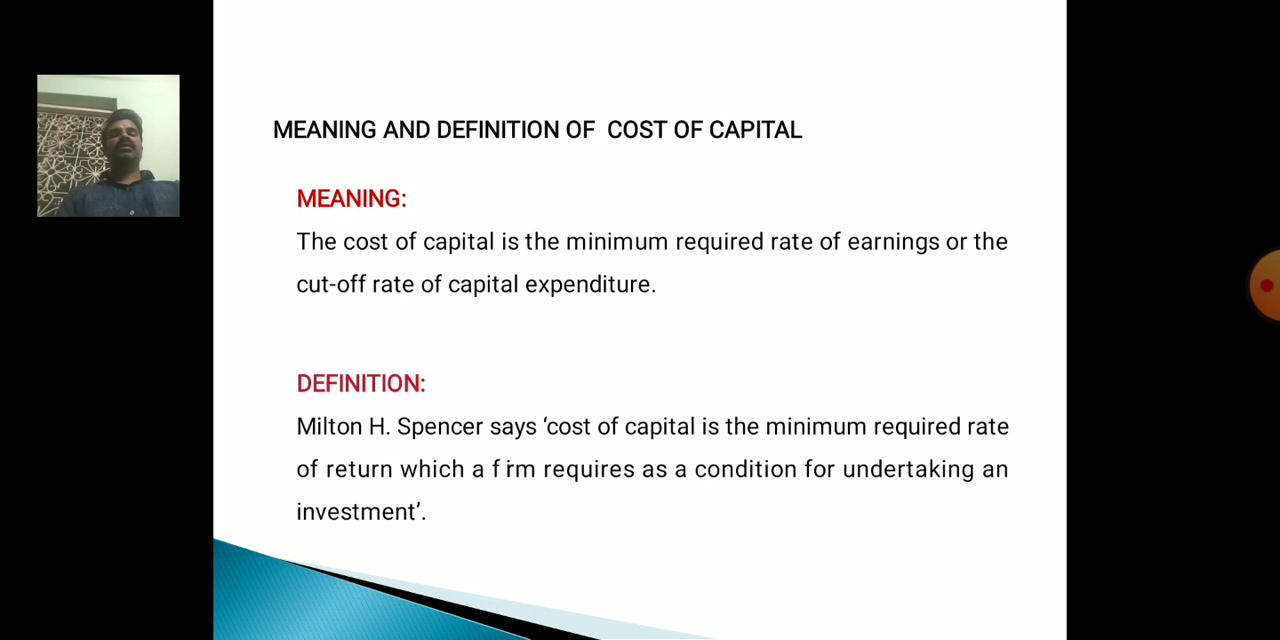 MEANING AND DEFINITION OF COST OF CAPITAL
MEANING:
The cost of capital is the minimum required rate of earnings or the
cut-off rate of capital expenditure.
DEFINITION:
Milton H. Spencer says ‘cost of capital is the minimum required rate
of return which a f irm requires as a condition for undertaking an
investment’.